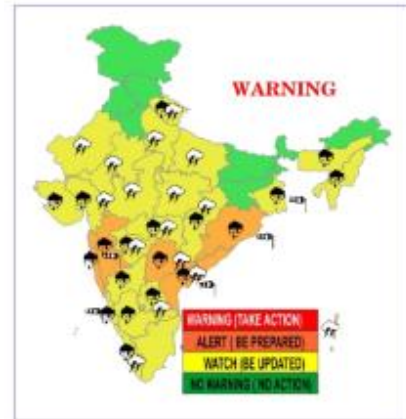 WARNING
WARNING (TAKE ACTION)
ALERT ( BE PREPARED)
WATCH (BE UPDATED)
NO WARNING ( NO ACTION)